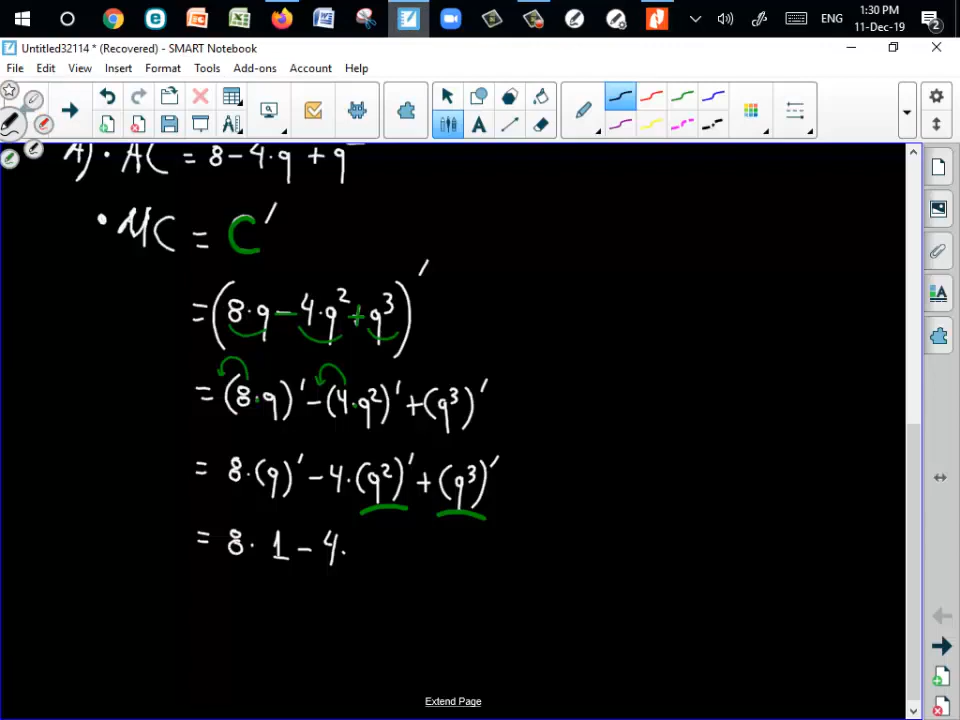 1:30 PM
ENG
11-Dec-19
2
Untitled32114 * (Recovered) - SMART Notebook
File Edit View Insert Format Tools Add-ons Account Help
A) • AC = 8 - 4·q + q
• MC = C'
= (8·q - 4·q² + q³)'
= (8·q)' - (4·q²)' + (q³)'
= 8·(q)' - 4·(q²)' + (q³)'
= 8· 1 - 4·
Extend Page